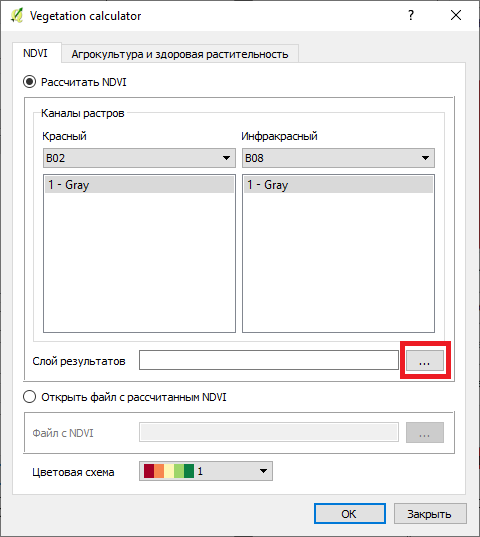 Vegetation calculator
?
NDVI
Агрокультура и здоровая растительность
Рассчитать NDVI
Каналы растров
Красный
Инфракрасный
B02
B08
1 - Gray
1 - Gray
Слой результатов
...
Открыть файл с рассчитанным NDVI
Файл с NDVI
...
Цветовая схема
1
ОК
Закрыть